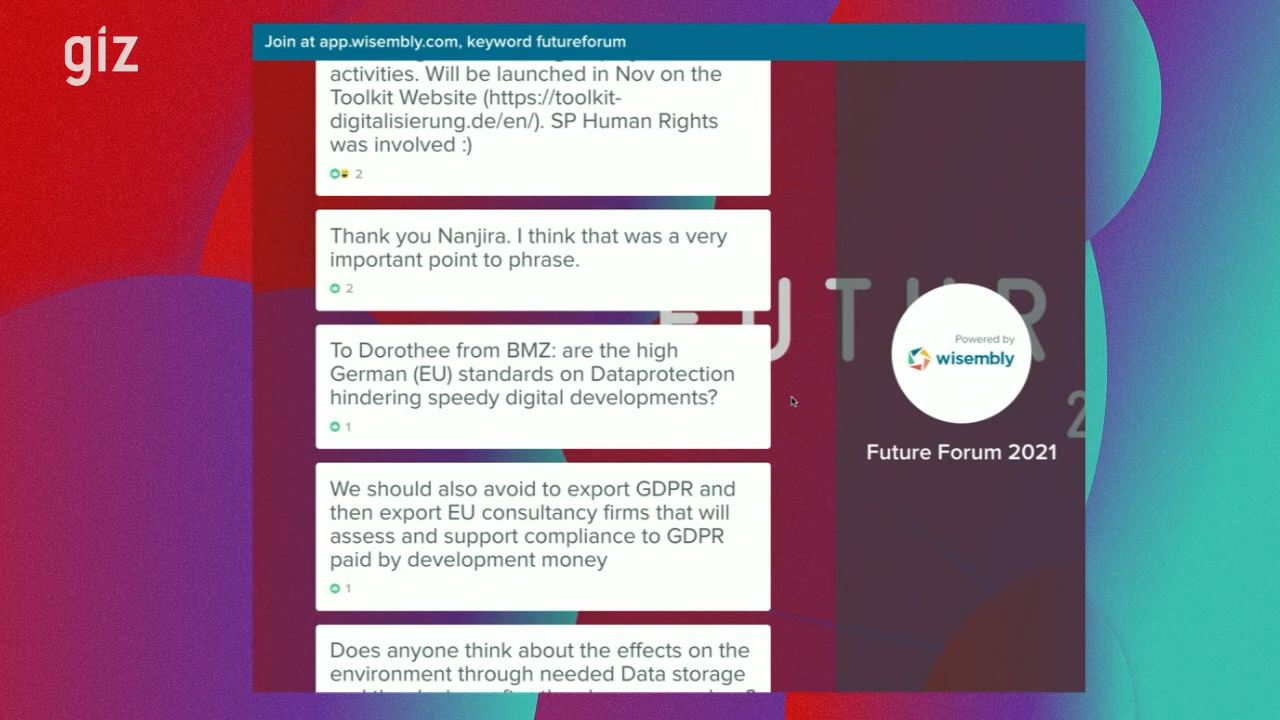 giz
Join at app.wisembly.com, keyword futureforum
activities. Will be launched in Nov on the
Toolkit Website (https://toolkit-
digitalisierung.de/en/). SP Human Rights
was involved :)
2
Thank you Nanjira. I think that was a very
important point to phrase.
2
To Dorothee from BMZ: are the high
German (EU) standards on Dataprotection
hindering speedy digital developments?
1
We should also avoid to export GDPR and
then export EU consultancy firms that will
assess and support compliance to GDPR
paid by development money
1
Does anyone think about the effects on the
environment through needed Data storage
FUTUR
2
Powered by
wisembly
Future Forum 2021